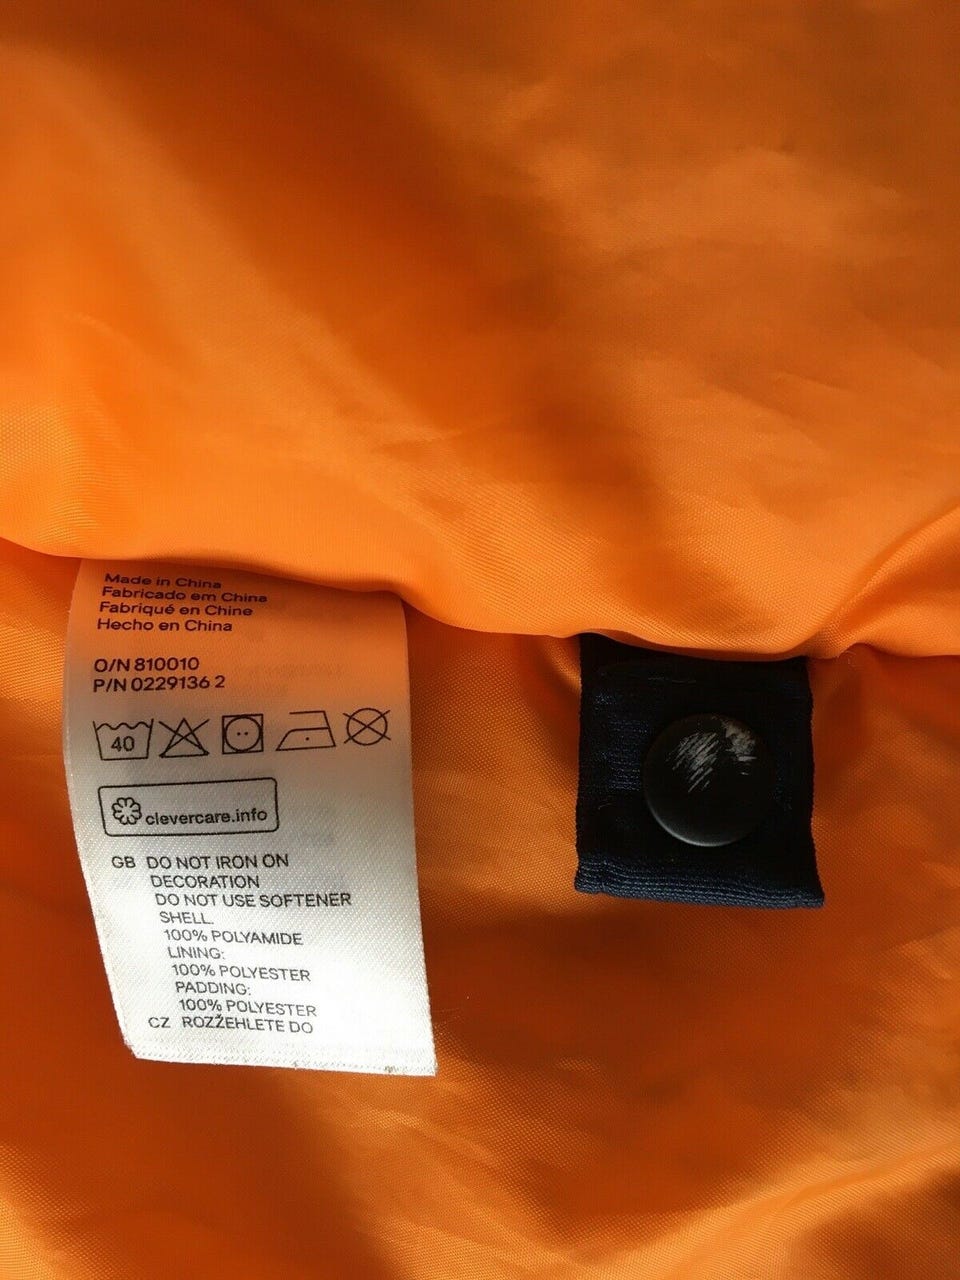 Made in China
Fabricado em China
Fabriqué en Chine
Hecho en China
O/N 810010
P/N 0229136 2
40
clevercare.info
GB DO NOT IRON ON
DECORATION
DO NOT USE SOFTENER
SHELL.
100% POLYAMIDE
LINING:
100% POLYESTER
PADDING:
100% POLYESTER
CZ ROZŽEHLETE DO